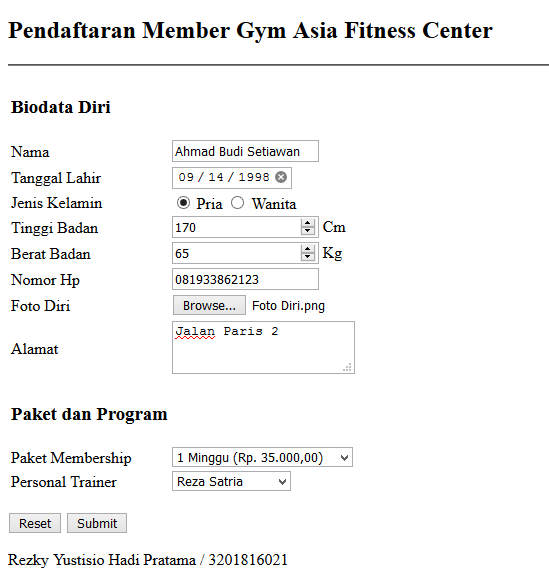 Pendaftaran Member Gym Asia Fitness Center
Biodata Diri
Nama Ahmad Budi Setiawan
Tanggal Lahir 09 / 14 / 1998
Jenis Kelamin Pria Wanita
Tinggi Badan 170 Cm
Berat Badan 65 Kg
Nomor Hp 081933862123
Foto Diri Browse... Foto Diri.png
Alamat Jalan Paris 2
Paket dan Program
Paket Membership 1 Minggu (Rp. 35.000,00)
Personal Trainer Reza Satria
Reset Submit
Rezky Yustisio Hadi Pratama / 3201816021